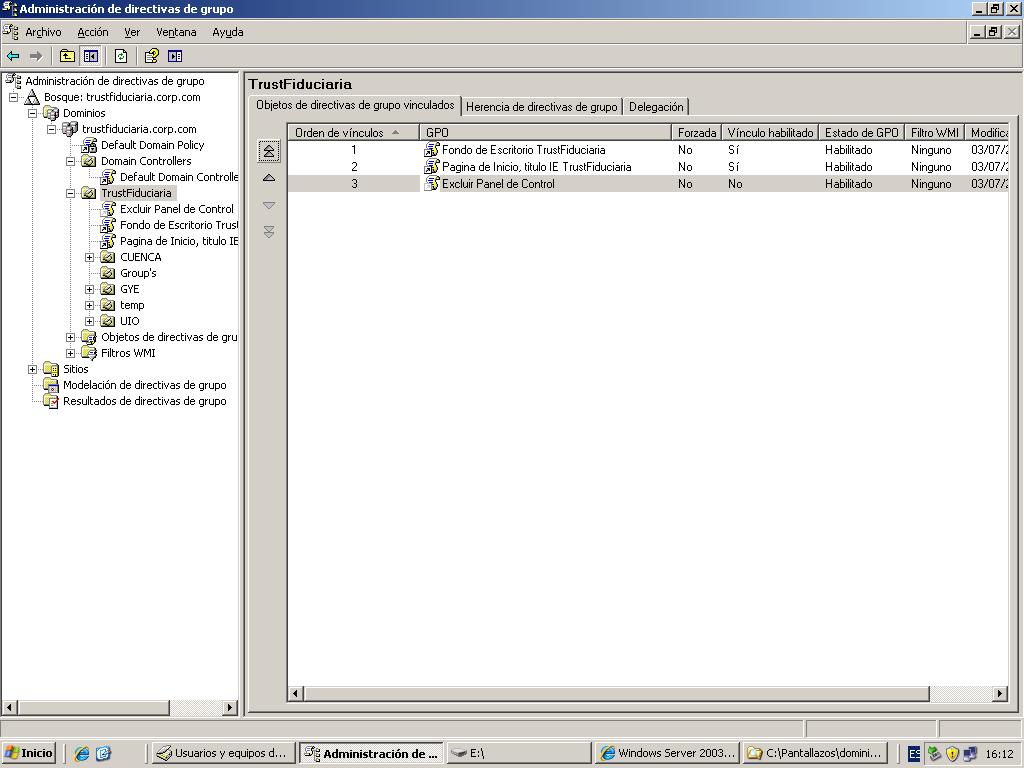 Administración de directivas de grupo
Archivo Acción Ver Ventana Ayuda
Administración de directivas de grupo
Bosque: trustfiduciaria.corp.com
Dominios
trustfiduciaria.corp.com
Default Domain Policy
Domain Controllers
Default Domain Controlle
TrustFiduciaria
Excluir Panel de Control
Fondo de Escritorio Trust
Pagina de Inicio, titulo IE
CUENCA
Group's
GYE
temp
UIO
Objetos de directivas de gru
Filtros WMI
Sitios
Modelación de directivas de grupo
Resultados de directivas de grupo
TrustFiduciaria
Objetos de directivas de grupo vinculados Herencia de directivas de grupo Delegación
Orden de vínculos GPO Forzada Vínculo habilitado Estado de GPO Filtro WMI Modifica
1 Fondo de Escritorio TrustFiduciaria No Sí Habilitado Ninguno 03/07/2
2 Pagina de Inicio, titulo IE TrustFiduciaria No Sí Habilitado Ninguno 03/07/2
3 Excluir Panel de Control No No Habilitado Ninguno 03/07/2
Inicio Usuarios y equipos d... Administración de ... E:\ Windows Server 2003... C:\Pantallazos\domini... ES 16:12